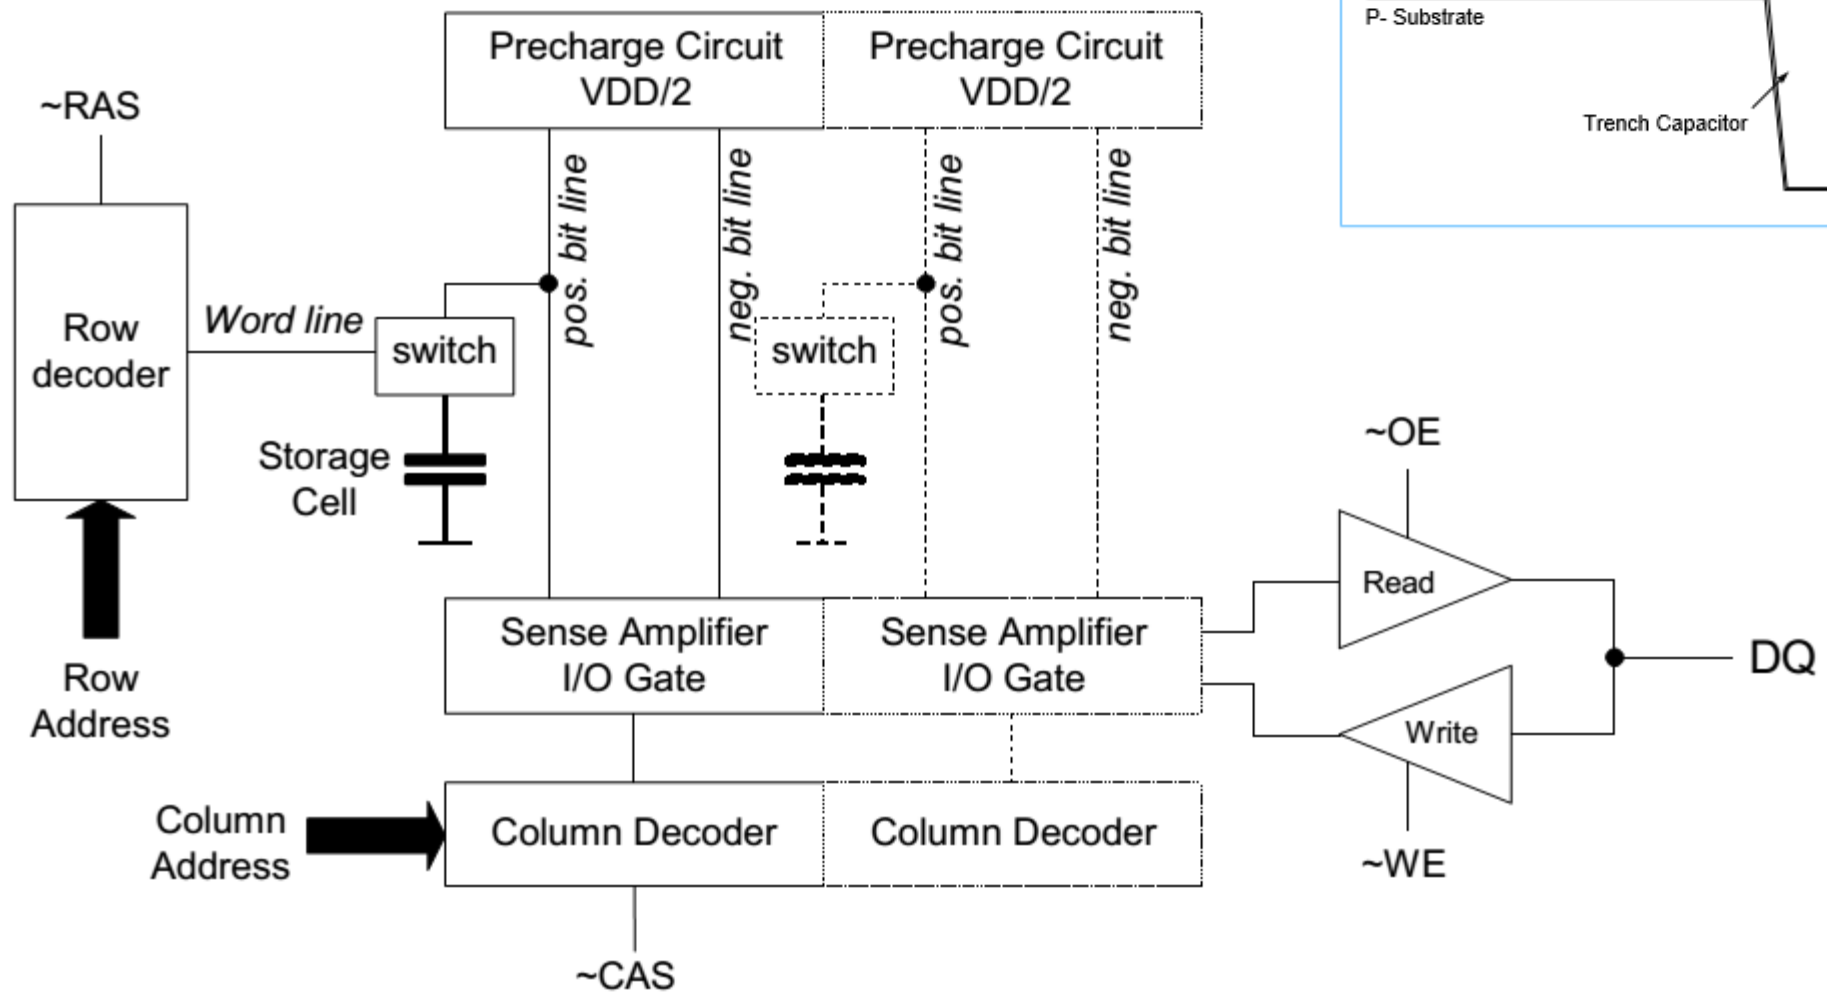 Precharge Circuit
VDD/2
Precharge Circuit
VDD/2
P- Substrate
Trench Capacitor
~RAS
pos. bit line
neg. bit line
pos. bit line
neg. bit line
Row
decoder
Word line
switch
switch
Storage
Cell
~OE
Read
Sense Amplifier
I/O Gate
Sense Amplifier
I/O Gate
DQ
Row
Address
Write
~WE
Column
Address
Column Decoder
Column Decoder
~CAS